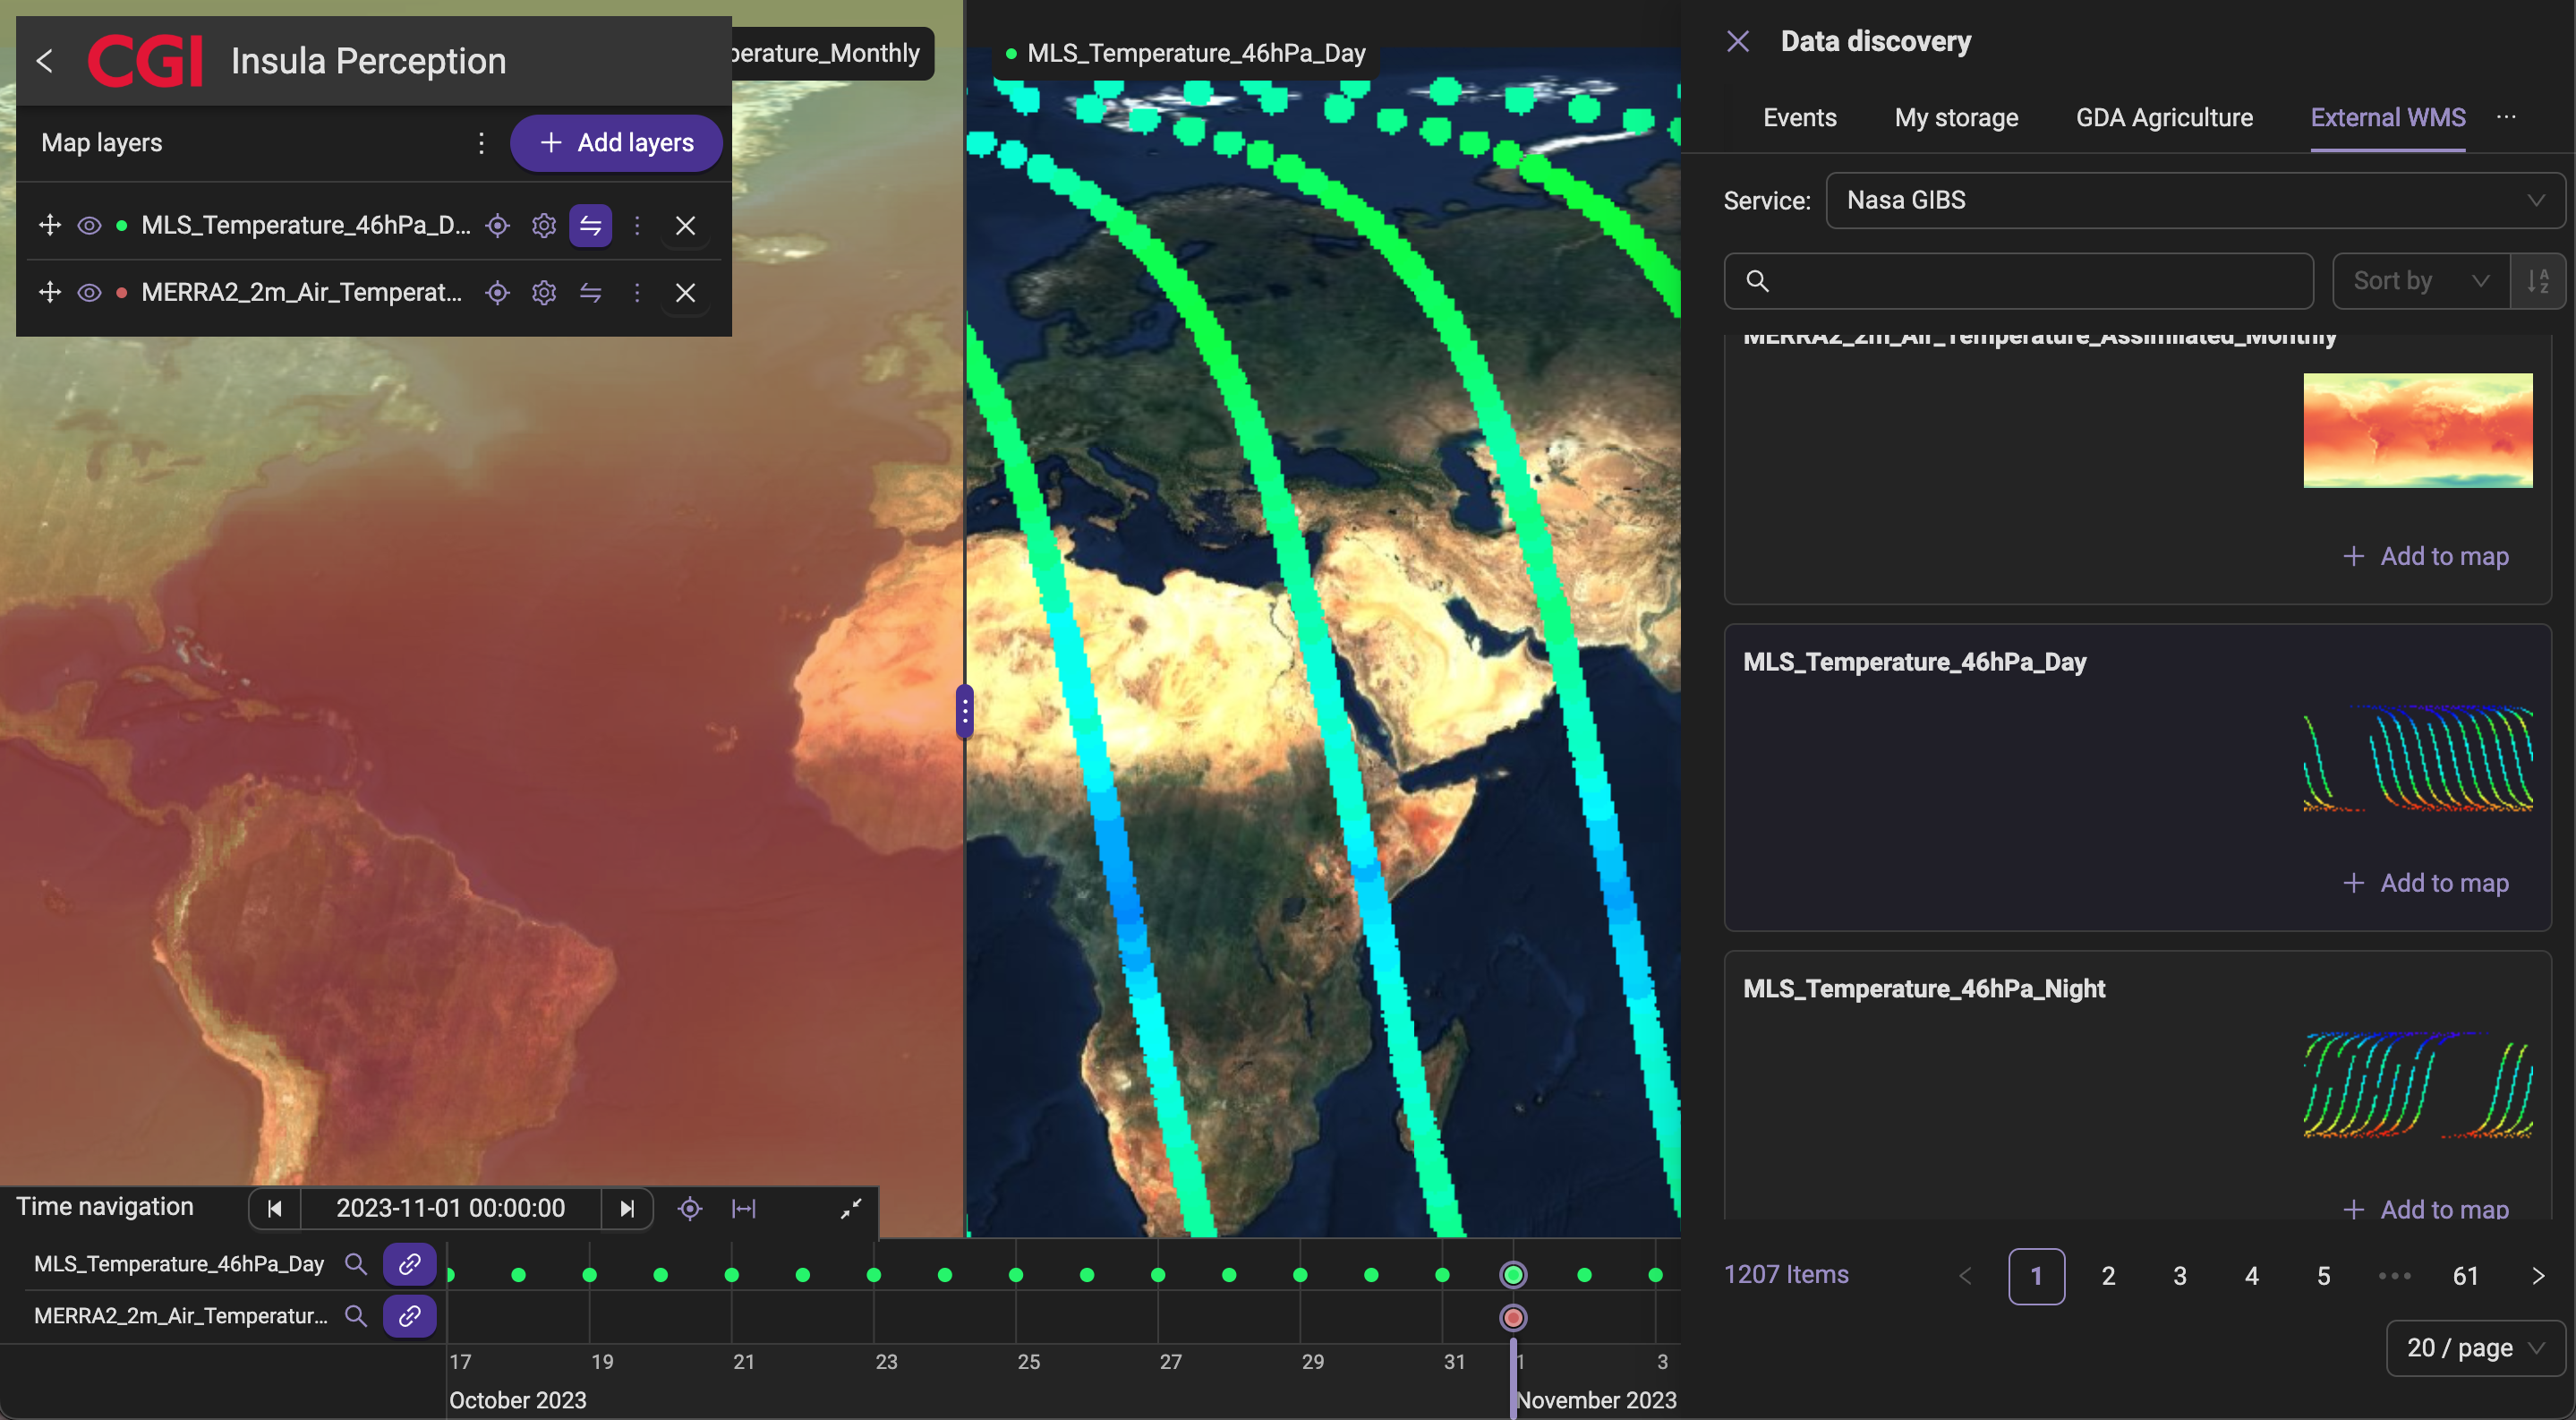 CGI Insula Perception
Map layers
Add layers
MLS_Temperature_46hPa_D...
MERRA2_2m_Air_Temperat...
perature_Monthly
MLS_Temperature_46hPa_Day
Data discovery
Events My storage GDA Agriculture External WMS ...
Service: Nasa GIBS
Sort by
MERRA2_2m_Air_Temperature_Assimilated_Monthly
+ Add to map
MLS_Temperature_46hPa_Day
+ Add to map
MLS_Temperature_46hPa_Night
+ Add to map
1207 Items
< 1 2 3 4 5 ... 61 >
20 / page
Time navigation
2023-11-01 00:00:00
MLS_Temperature_46hPa_Day
MERRA2_2m_Air_Temperatur...
17 19 21 23 25 27 29 31 1 3
October 2023 November 2023